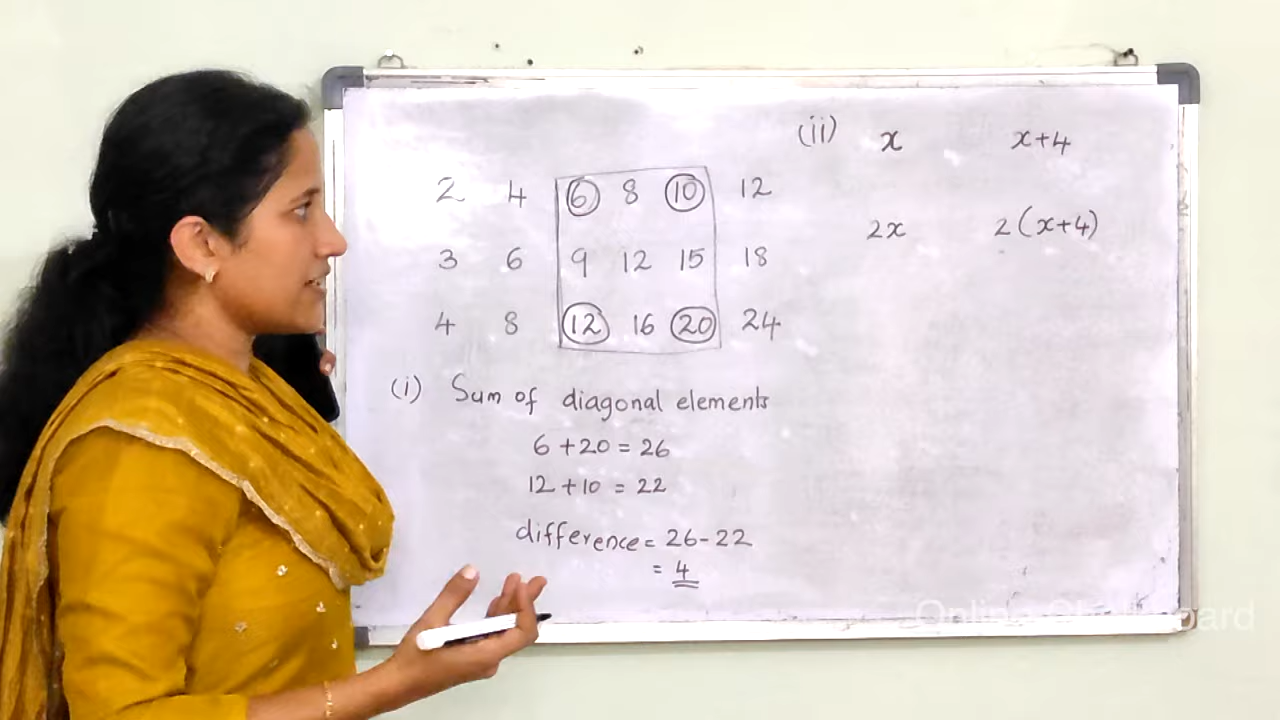 (ii) x x+4
2x 2(x+4)
2 4 6 8 10 12
3 6 9 12 15 18
4 8 12 16 20 24
(i) Sum of diagonal elements
6 + 20 = 26
12 + 10 = 22
difference = 26 - 22
= 4
Online Chalkboard